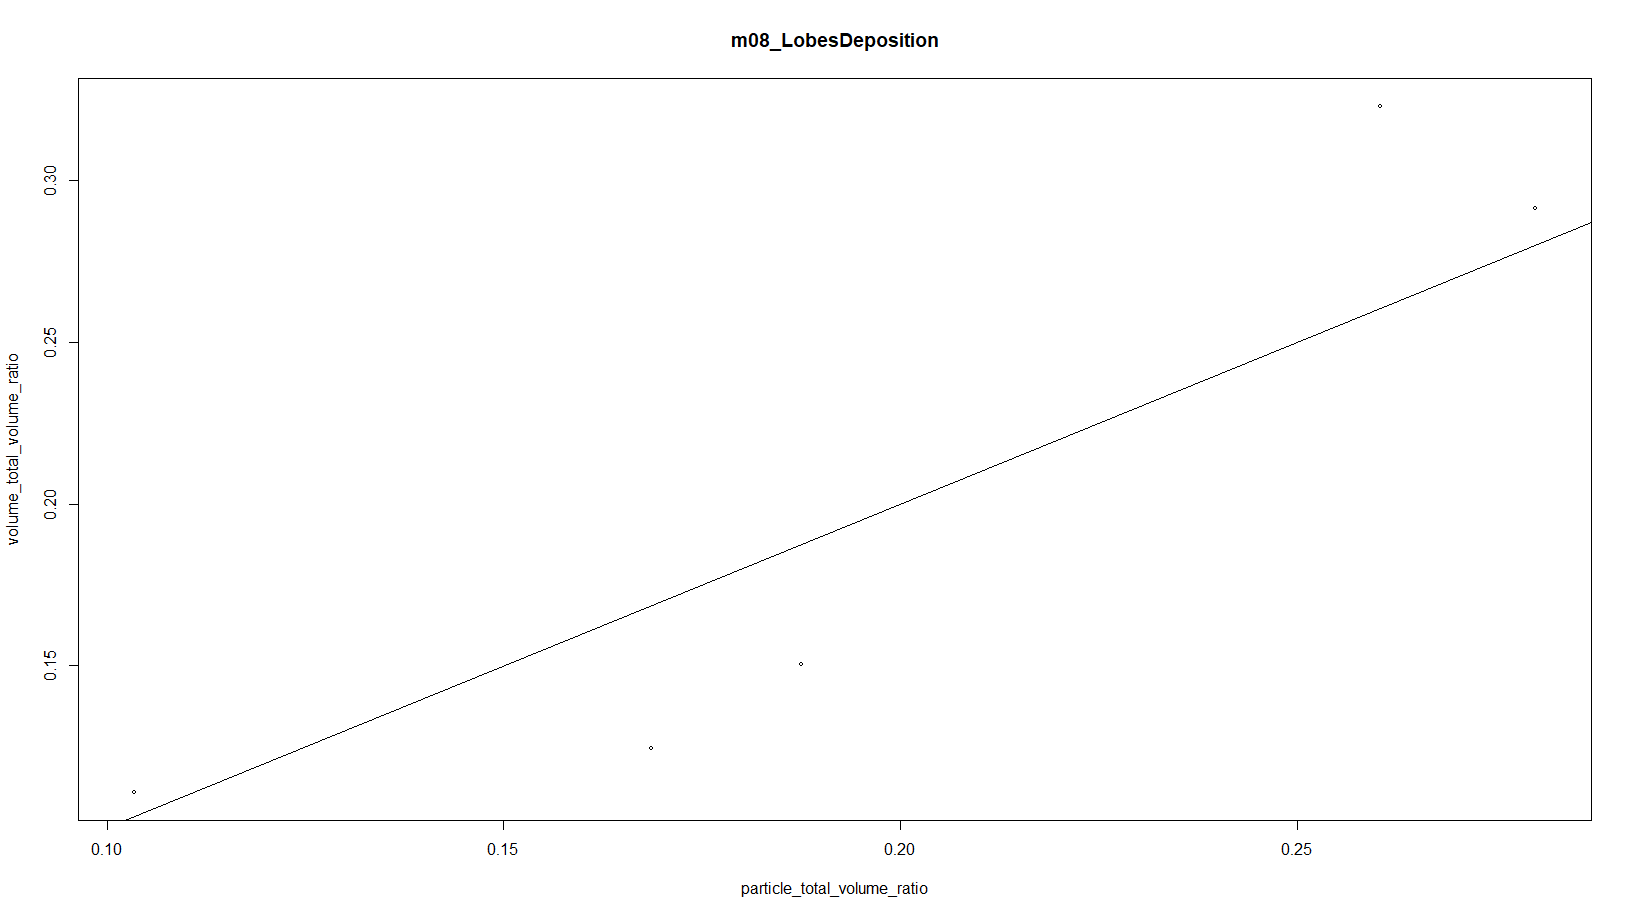 m08_LobesDeposition
volume_total_volume_ratio
0.30
0.25
0.20
0.15
0.10 0.15 0.20 0.25
particle_total_volume_ratio